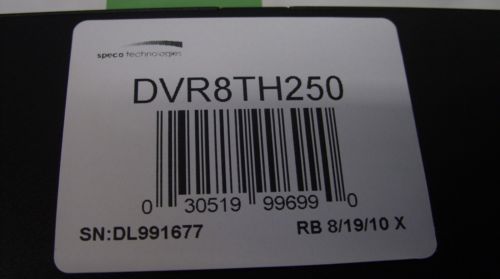 speco technologies
DVR8TH250
0 30519 99699 0
SN:DL991677 RB 8/19/10 X